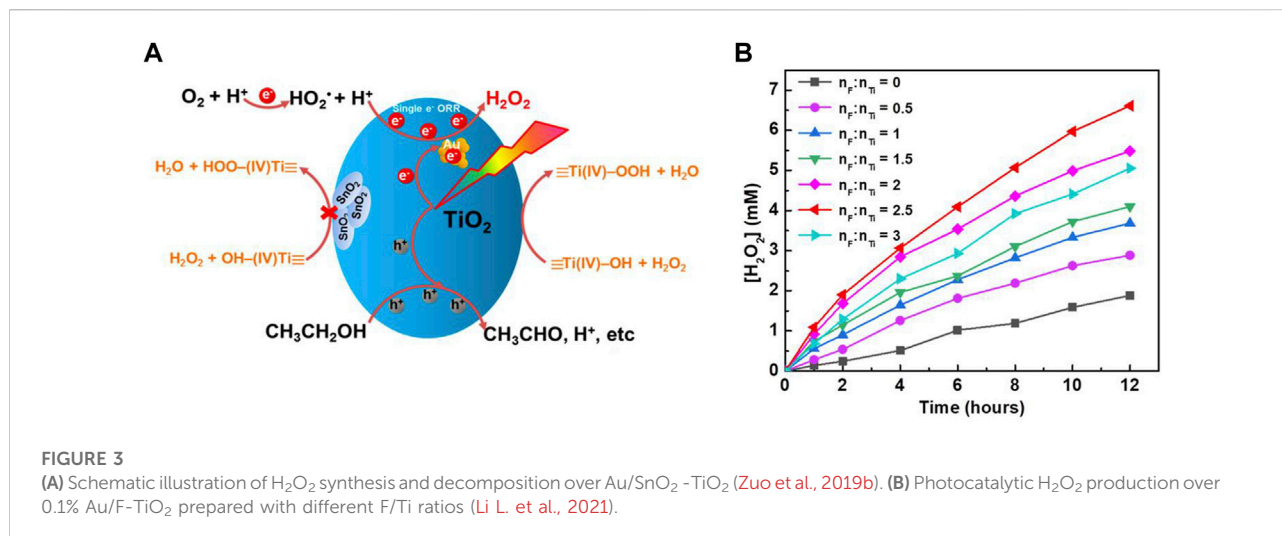 A
O₂ + H⁺ e⁻ HO₂• + H⁺
H₂O₂
Single e⁻ ORR
e⁻ e⁻ e⁻
Au
e⁻
e⁻
H₂O + HOO–(IV)Ti≡
≡Ti(IV)–OOH + H₂O
SnO₂
SnO₂
SnO₂
TiO₂
h⁺
H₂O₂ + OH–(IV)Ti≡
≡Ti(IV)–OH + H₂O₂
h⁺ h⁺ h⁺
CH₃CH₂OH
CH₃CHO, H⁺, etc
B
[H₂O₂] (mM)
7
6
5
4
3
2
1
0
n_F:n_Ti = 0
n_F:n_Ti = 0.5
n_F:n_Ti = 1
n_F:n_Ti = 1.5
n_F:n_Ti = 2
n_F:n_Ti = 2.5
n_F:n_Ti = 3
0 2 4 6 8 10 12
Time (hours)
FIGURE 3
(A) Schematic illustration of H₂O₂ synthesis and decomposition over Au/SnO₂ -TiO₂ (Zuo et al., 2019b). (B) Photocatalytic H₂O₂ production over
0.1% Au/F-TiO₂ prepared with different F/Ti ratios (Li L. et al., 2021).